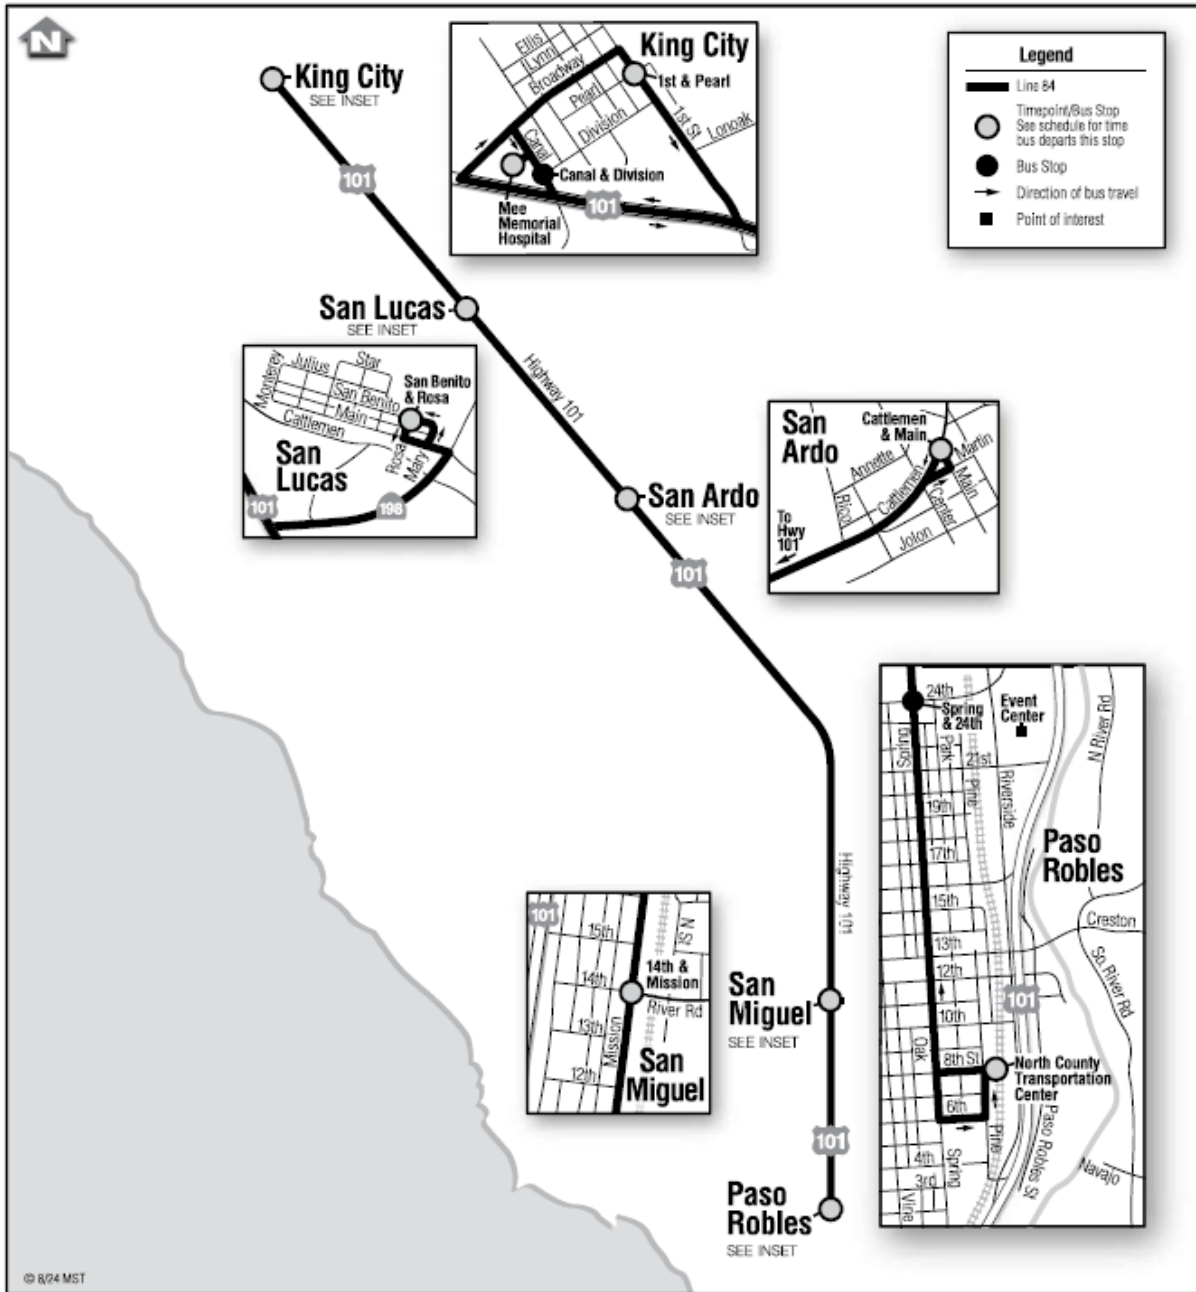 N
King City
SEE INSET
101
King City
Ellis
Lynn
Broadway
Pearl
Division
1st & Pearl
1st St
Lonoak
Canal
Canal & Division
Mee
Memorial
Hospital
101
Legend
Line 84
Timepoint/Bus Stop
See schedule for time
bus departs this stop
Bus Stop
Direction of bus travel
Point of interest
San Lucas
SEE INSET
Highway 101
Monterey
Julius
Star
San Benito
Main
Cattlemen
San Benito
& Rosa
Rosa
Mary
San
Lucas
101
198
San Ardo
SEE INSET
101
San
Ardo
Cattlemen
& Main
Annette
Martin
Main
Cattlemen
Center
Rico
Jolon
To
Hwy
101
Highway 101
101
15th
N St
14th &
Mission
14th
River Rd
13th
Mission
12th
San
Miguel
San
Miguel
SEE INSET
101
Paso
Robles
SEE INSET
24th
Spring
& 24th
Event
Center
N River Rd
Spring
Park
21st
Pine
Riverside
19th
17th
Paso
Robles
15th
Creston
13th
12th
So. River Rd
101
10th
Oak
8th St
North County
Transportation
Center
6th
Pine
Paso Robles St
4th
Spring
3rd
Vine
Navajo
© 8/24 MST